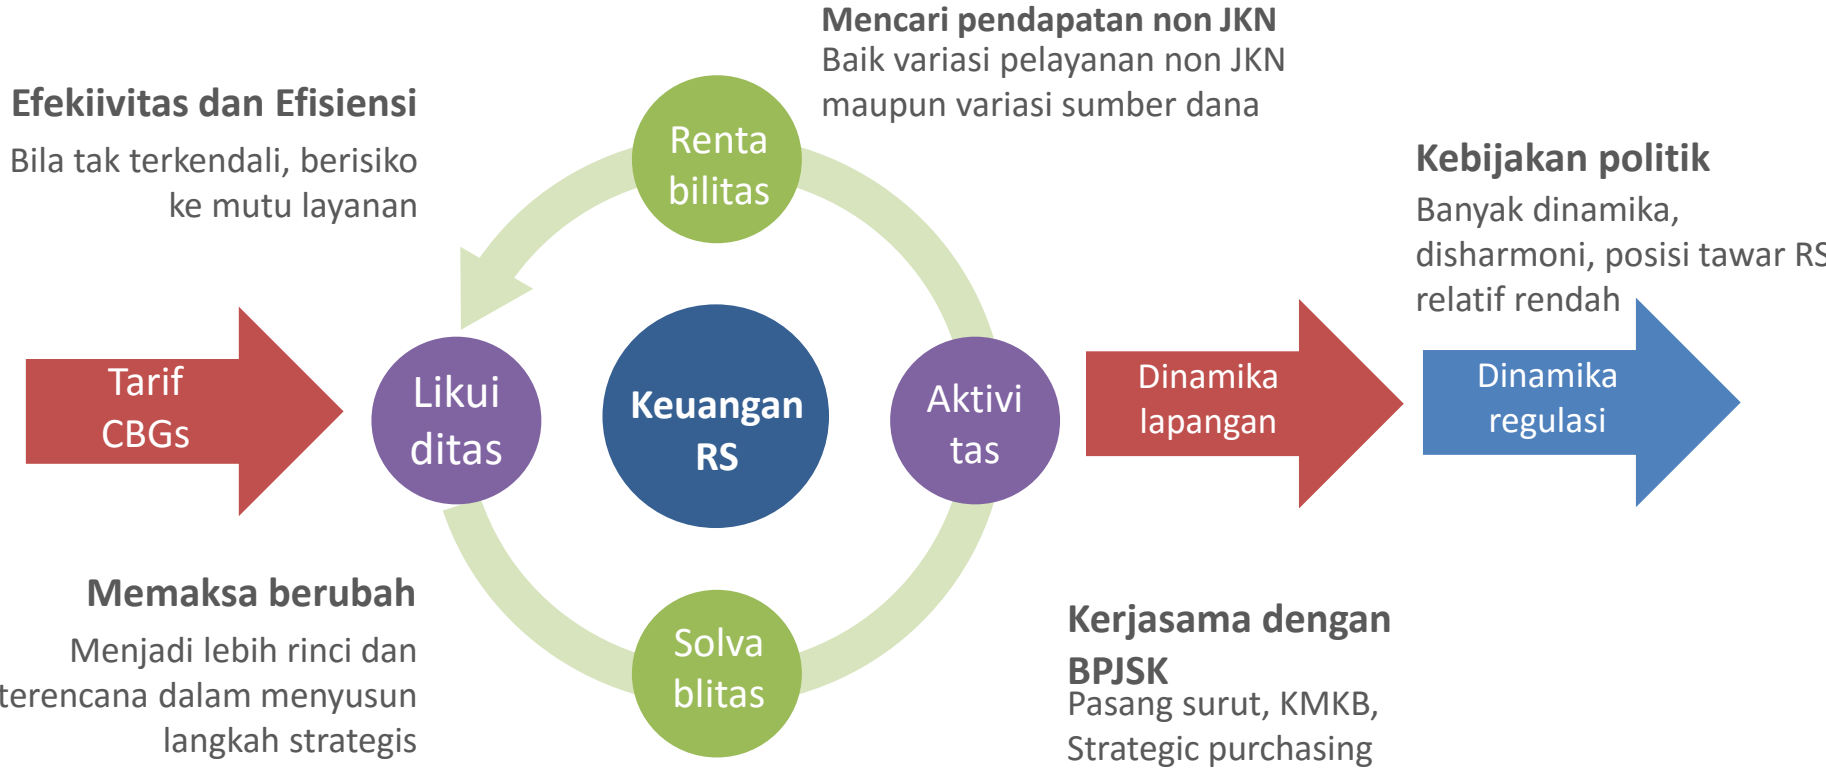 Mencari pendapatan non JKN
Baik variasi pelayanan non JKN
maupun variasi sumber dana
Efekiivitas dan Efisiensi
Bila tak terkendali, berisiko
ke mutu layanan
Renta
bilitas
Kebijakan politik
Banyak dinamika,
disharmoni, posisi tawar RS
relatif rendah
Tarif
CBGs
Likui
ditas
Keuangan
RS
Aktivi
tas
Dinamika
lapangan
Dinamika
regulasi
Memaksa berubah
Menjadi lebih rinci dan
terencana dalam menyusun
langkah strategis
Solva
blitas
Kerjasama dengan
BPJSK
Pasang surut, KMKB,
Strategic purchasing